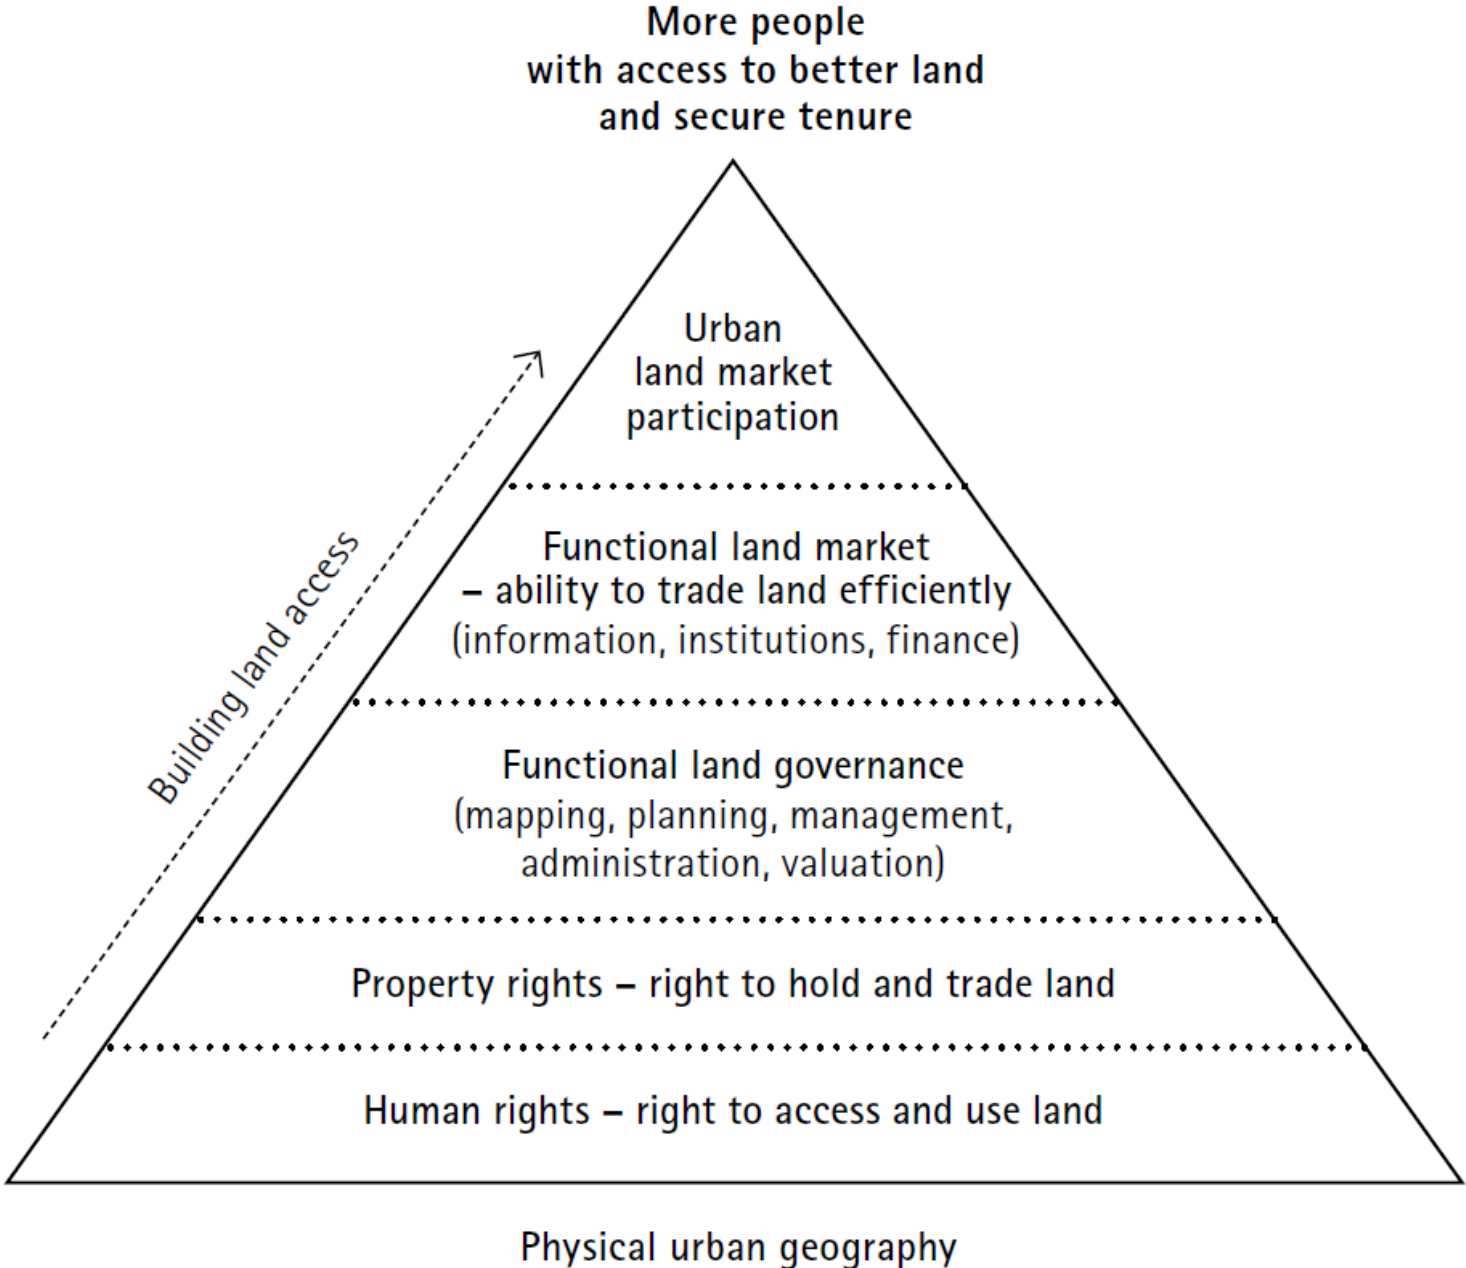 More people
with access to better land
and secure tenure
Urban
land market
participation
Functional land market
– ability to trade land efficiently
(information, institutions, finance)
Building land access
Functional land governance
(mapping, planning, management,
administration, valuation)
Property rights – right to hold and trade land
Human rights – right to access and use land
Physical urban geography